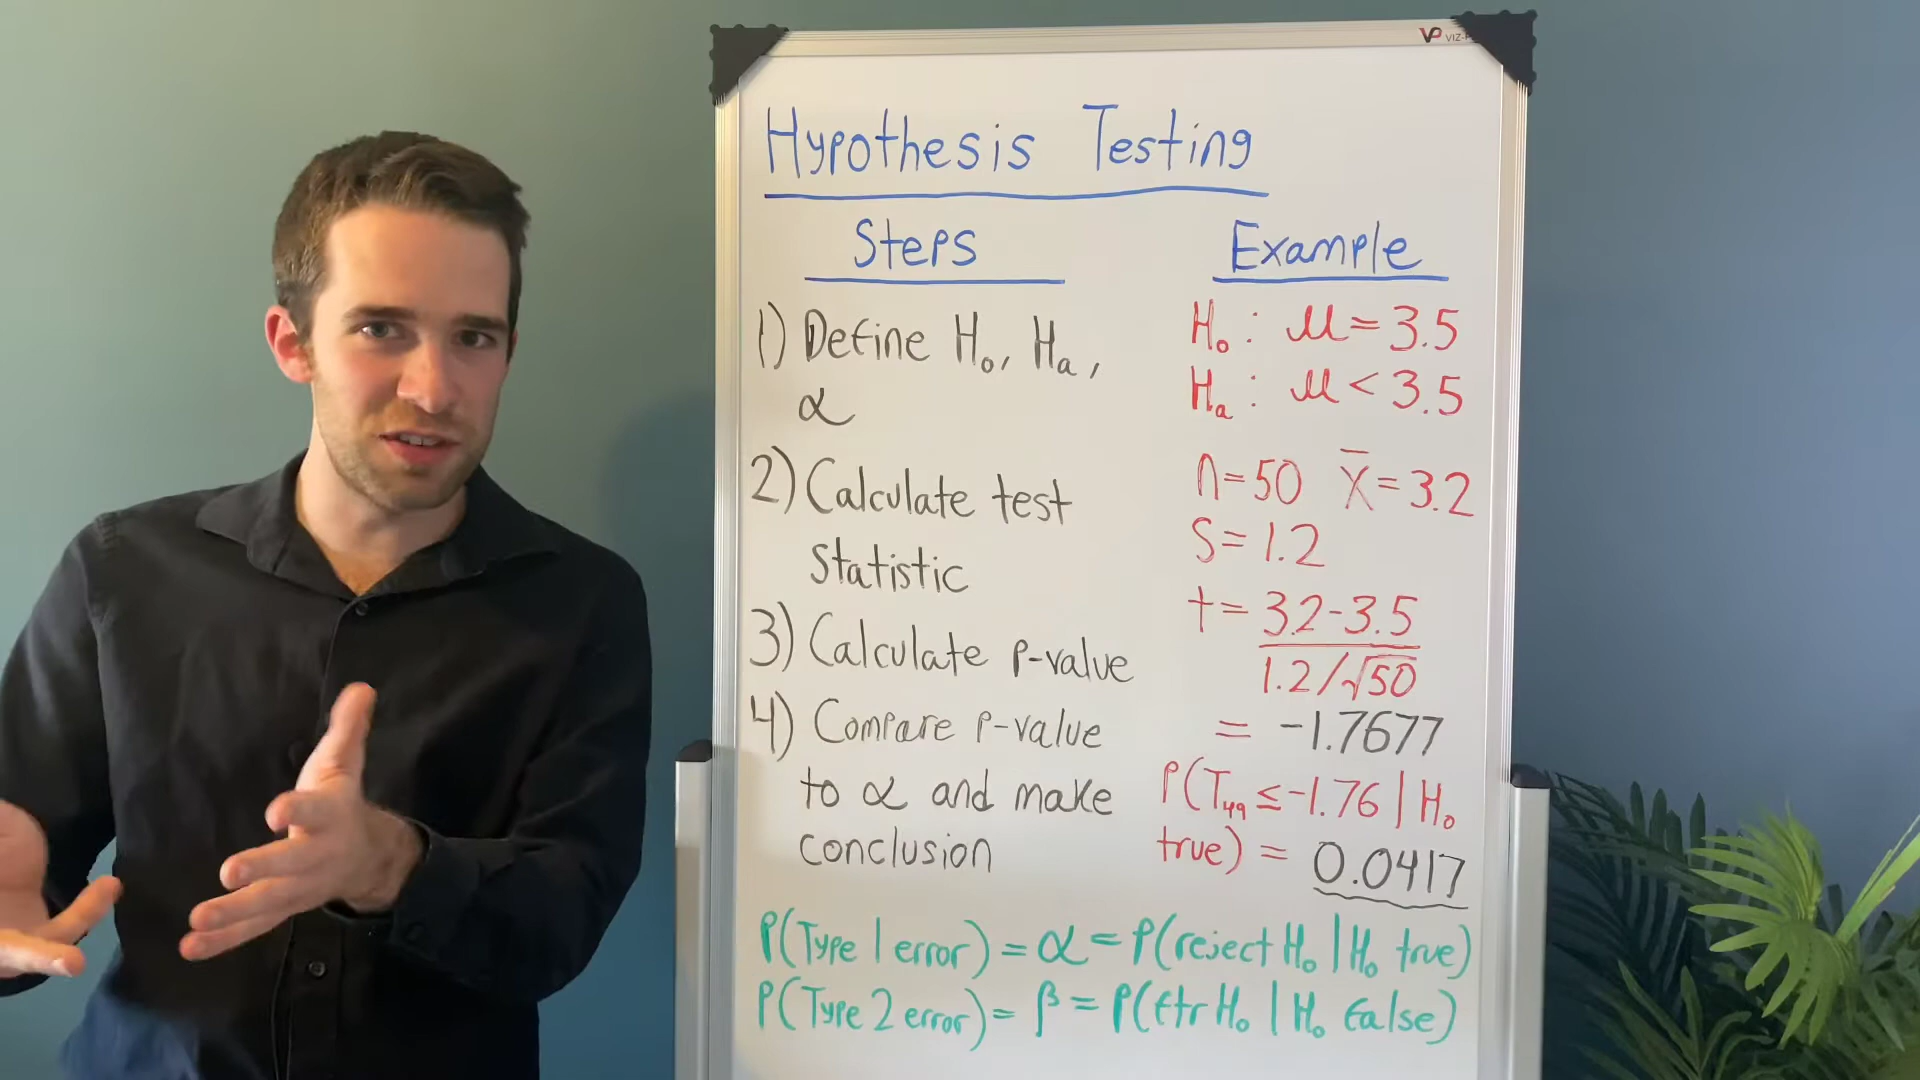 VP VIZ-P
Hypothesis Testing
Steps
1) Define H₀, Hₐ,
α
2) Calculate test
statistic
3) Calculate p-value
4) Compare p-value
to α and make
conclusion
Example
H₀: μ = 3.5
Hₐ: μ < 3.5
n=50 x̄=3.2
S=1.2
t= 3.2-3.5
1.2/√50
= -1.7677
P(T₄₉ ≤ -1.76 | H₀
true) = 0.0417
P(Type 1 error) = α = P(reject H₀ | H₀ true)
P(Type 2 error) = β = P(ftr H₀ | H₀ false)